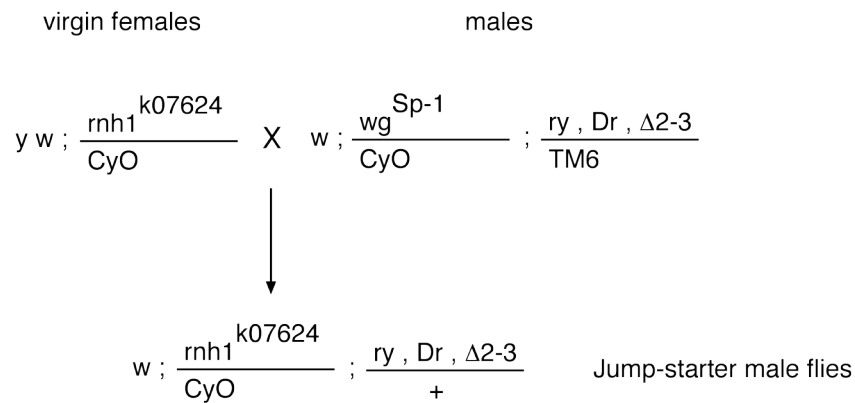 virgin females males
y w ; rnh1^k07624 / CyO X w ; wg^Sp-1 / CyO ; ry , Dr , Δ2-3 / TM6
w ; rnh1^k07624 / CyO ; ry , Dr , Δ2-3 / + Jump-starter male flies